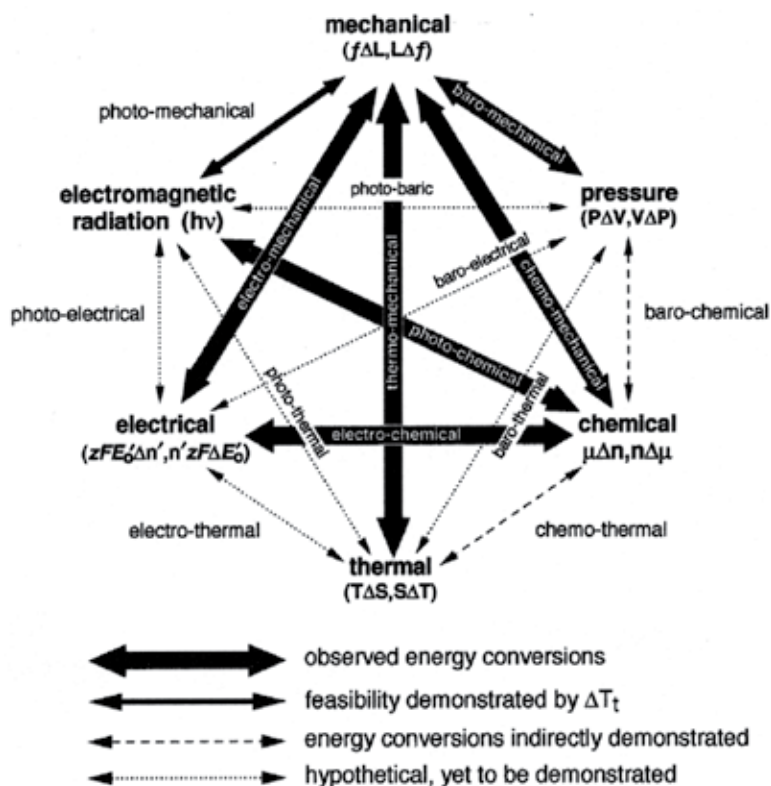 mechanical
(fΔL,LΔf)
photo-mechanical
baro-mechanical
electromagnetic
radiation (hν)
photo-baric
pressure
(PΔV,VΔP)
electro-mechanical
thermo-mechanical
baro-electrical
chemo-mechanical
photo-electrical
baro-chemical
photo-chemical
photo-thermal
baro-thermal
electrical
(zFE₀′Δn′,n′zFΔE₀′)
electro-chemical
chemical
μΔn,nΔμ
electro-thermal
chemo-thermal
thermal
(TΔS,SΔT)
observed energy conversions
feasibility demonstrated by ΔTₜ
energy conversions indirectly demonstrated
hypothetical, yet to be demonstrated